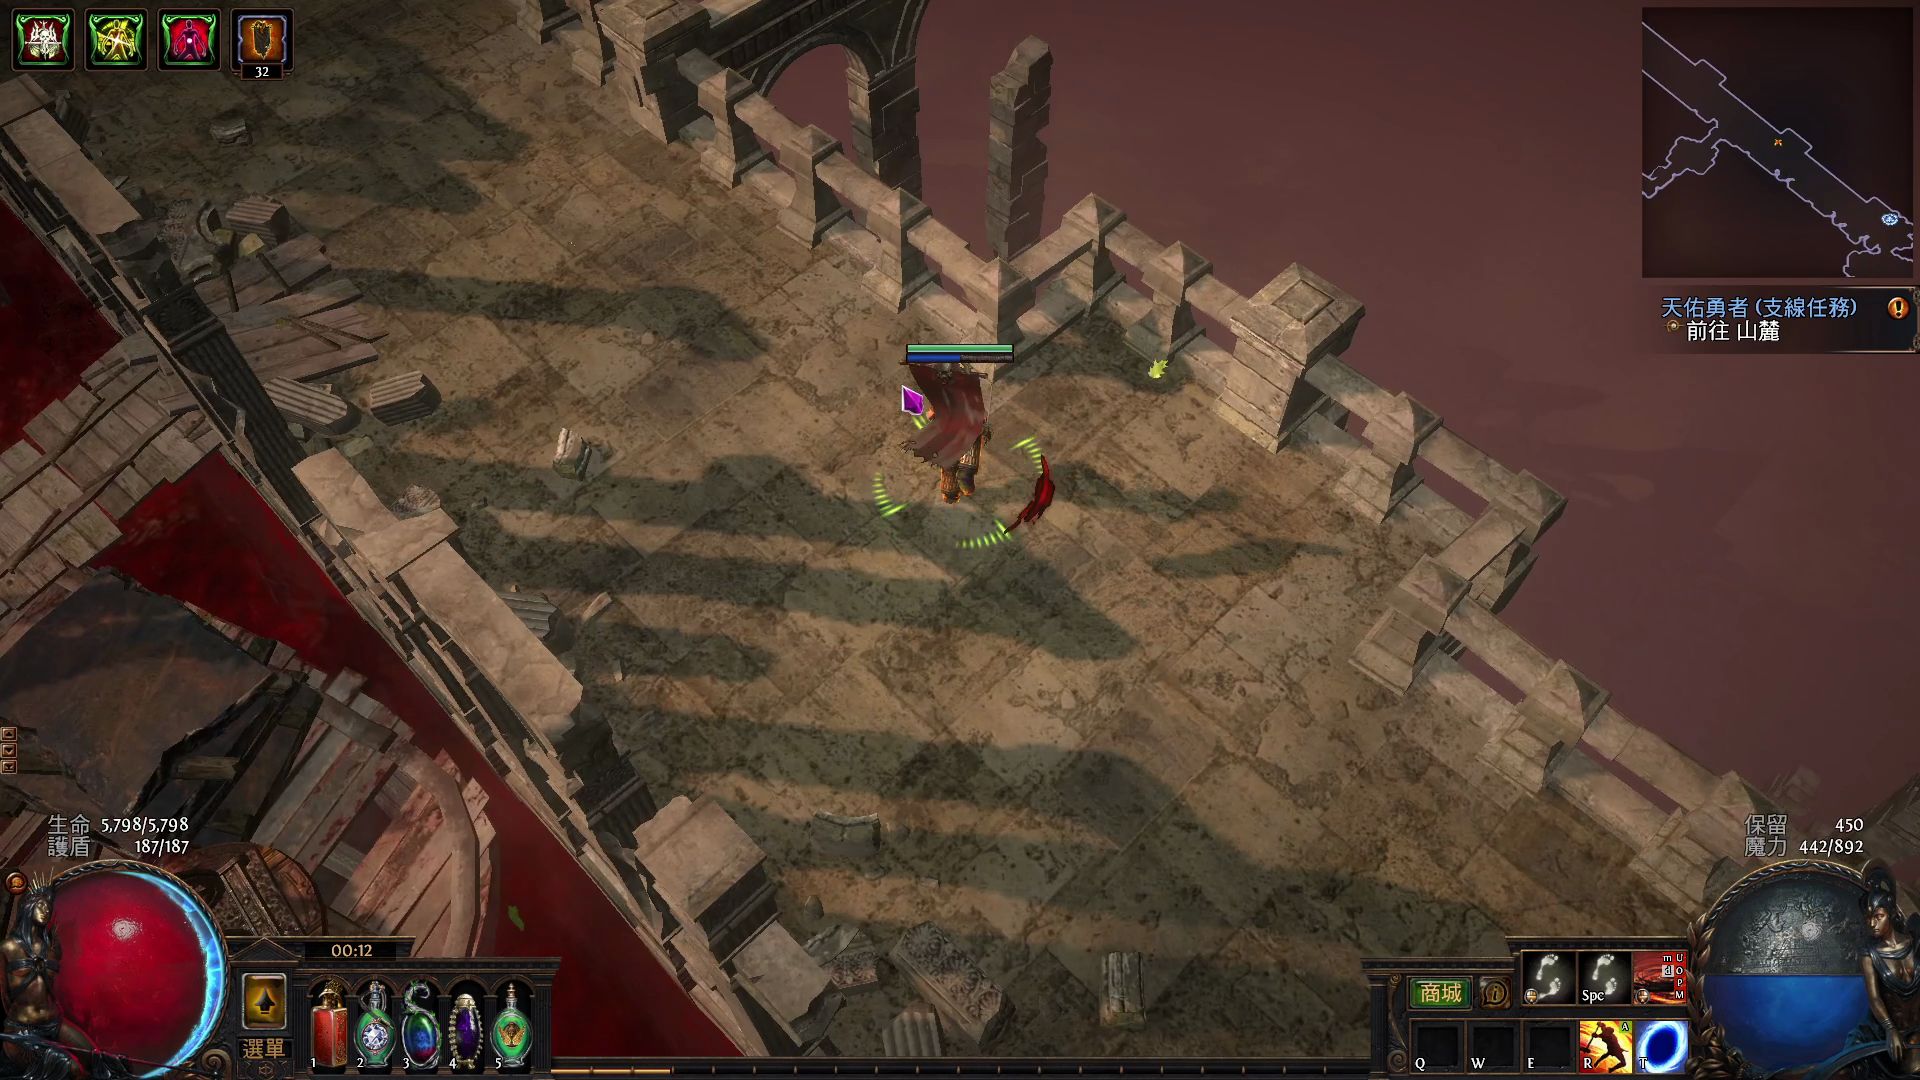 32
天佑勇者 (支線任務)
前往 山麓
生命 5,798/5,798
護盾 187/187
保留 450
魔力 442/892
00:12
選單
1 2 3 4 5
商城
Spc
m U
d O
P
M
Q W E R A T